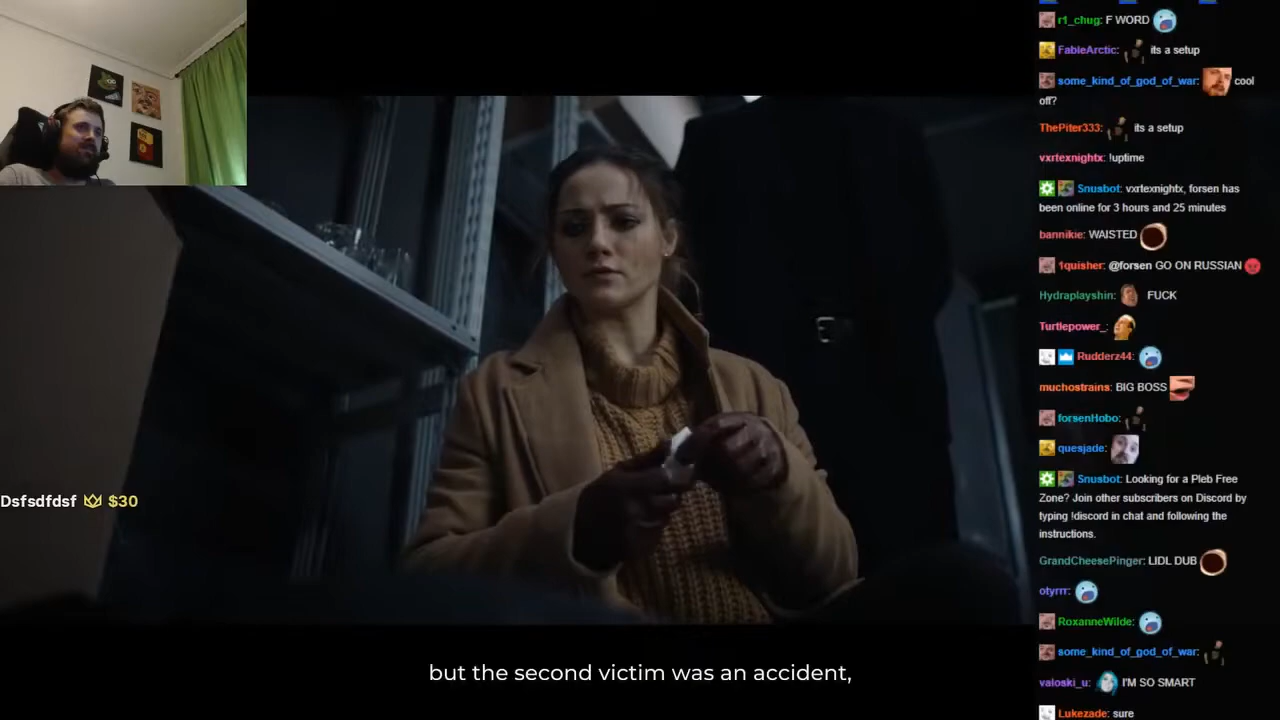 r1_chug: F WORD
FableArctic: its a setup
some_kind_of_god_of_war: cool
off?
ThePiter333: its a setup
vxrtexnightx: !uptime
Snusbot: vxrtexnightx, forsen has
been online for 3 hours and 25 minutes
bannikie: WAISTED
1quisher: @forsen GO ON RUSSIAN
Hydraplayshin: FUCK
Turtlepower_:
Rudderz44:
muchostrains: BIG BOSS
forsenHobo:
quesjade:
Snusbot: Looking for a Pleb Free
Zone? Join other subscribers on Discord by
typing !discord in chat and following the
instructions.
GrandCheesePinger: LIDL DUB
otyrrr:
RoxanneWilde:
some_kind_of_god_of_war:
valoski_u: I'M SO SMART
Lukezade: sure
Dsfsdfdsf $30
but the second victim was an accident,